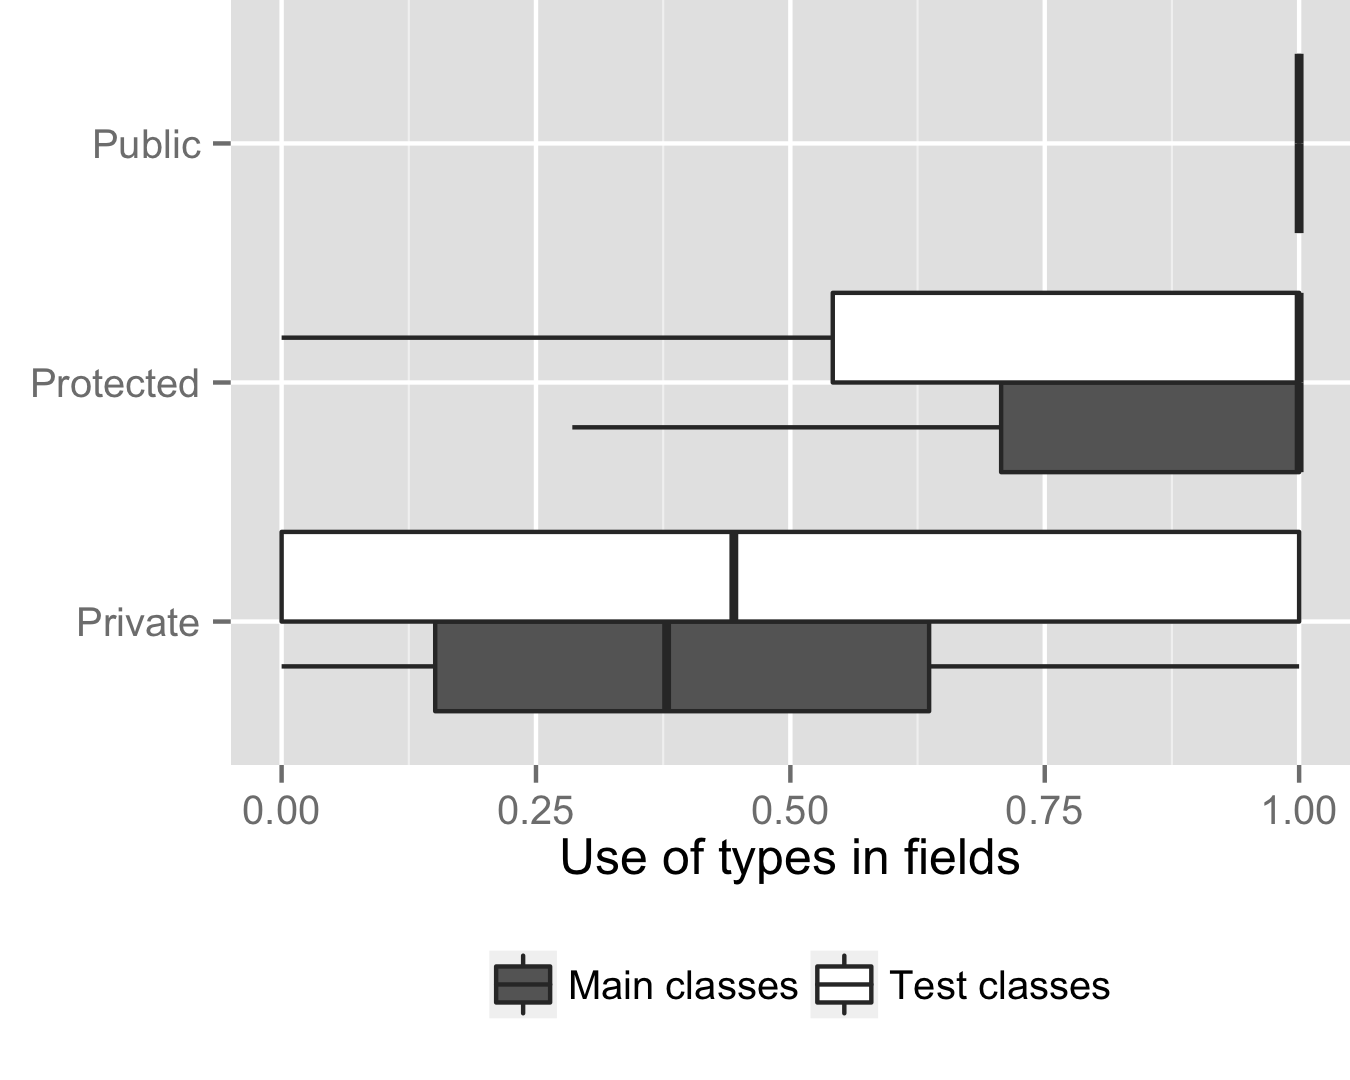 Public
Protected
Private
0.00 0.25 0.50 0.75 1.00
Use of types in fields
Main classes Test classes